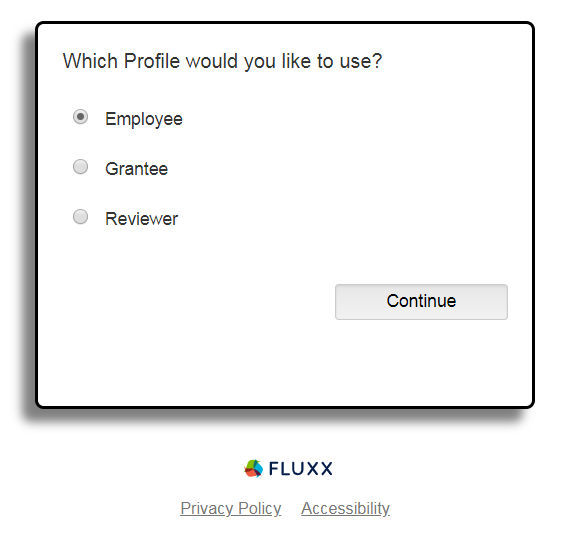 Which Profile would you like to use?
Employee
Grantee
Reviewer
Continue
FLUXX
Privacy Policy Accessibility